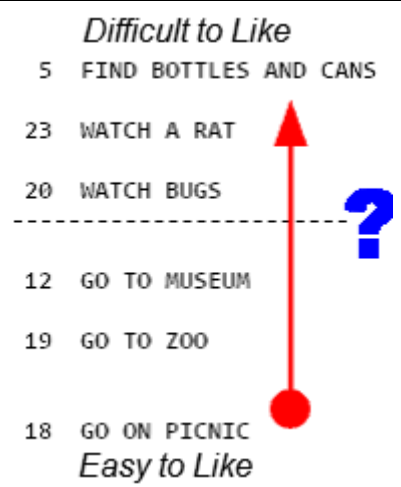 Difficult to Like
5 FIND BOTTLES AND CANS
23 WATCH A RAT
20 WATCH BUGS
?
12 GO TO MUSEUM
19 GO TO ZOO
18 GO ON PICNIC
Easy to Like